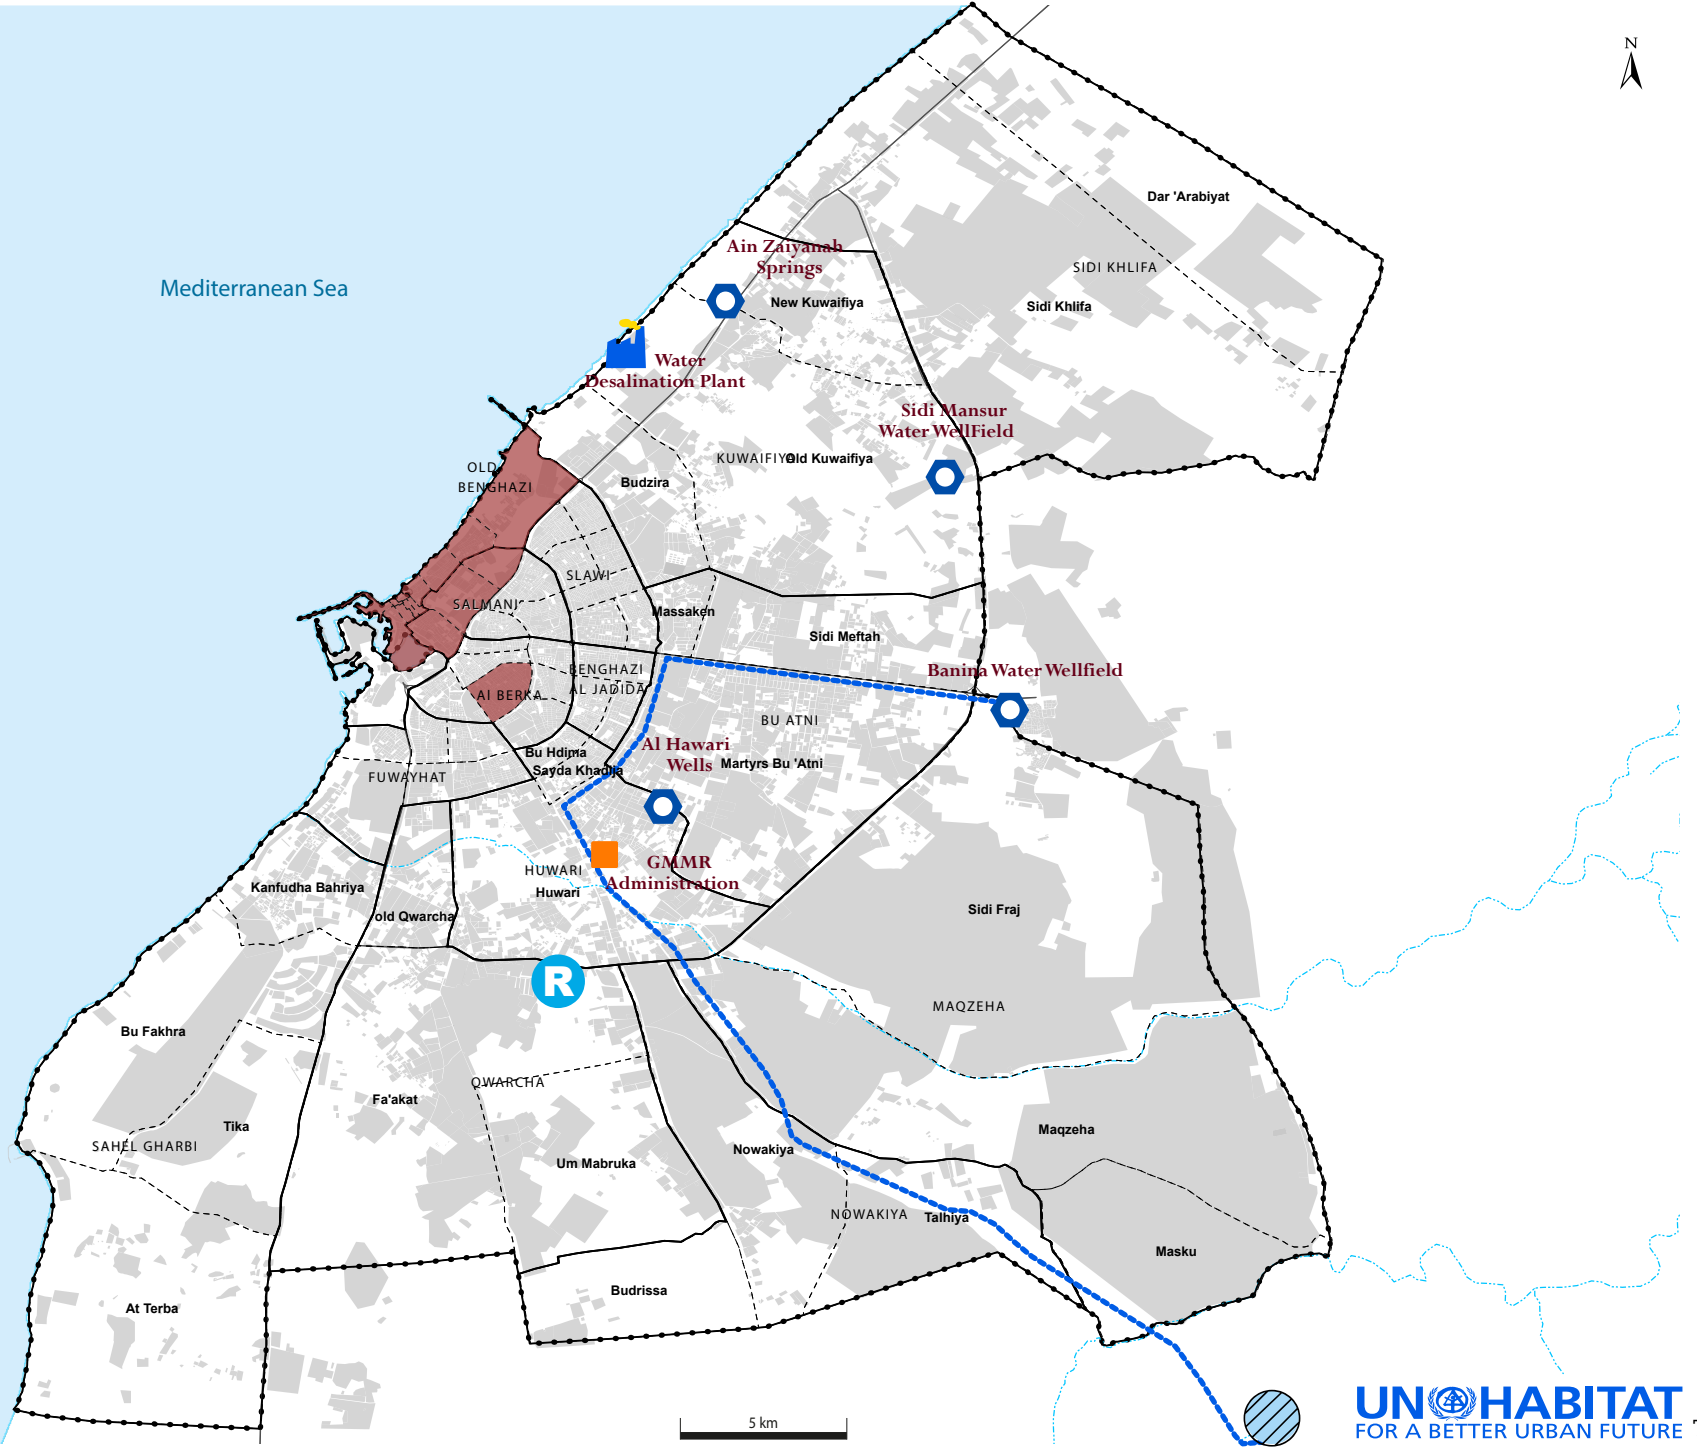 N
Dar 'Arabiyat
Ain Zaiyanah
Springs
SIDI KHLIFA
Mediterranean Sea
New Kuwaifiya
Sidi Khlifa
Water
Desalination Plant
Sidi Mansur
Water WellField
KUWAIFIYA
Old Kuwaifiya
OLD
BENGHAZI
Budzira
SLAWI
SALMANI
Massaken
Sidi Meftah
BENGHAZI
AL JADIDA
Banina Water Wellfield
Al BERKA
BU ATNI
Al Hawari
Wells
Bu Hdima
Martyrs Bu 'Atni
Sayda Khadija
FUWAYHAT
HUWARI
GMMR
Administration
Kanfudha Bahriya
Huwari
old Qwarcha
Sidi Fraj
R
MAQZEHA
Bu Fakhra
QWARCHA
Fa'akat
Tika
Maqzeha
SAHEL GHARBI
Nowakiya
Um Mabruka
NOWAKIYA
Talhiya
Masku
Budrissa
At Terba
5 km
UN HABITAT
FOR A BETTER URBAN FUTURE